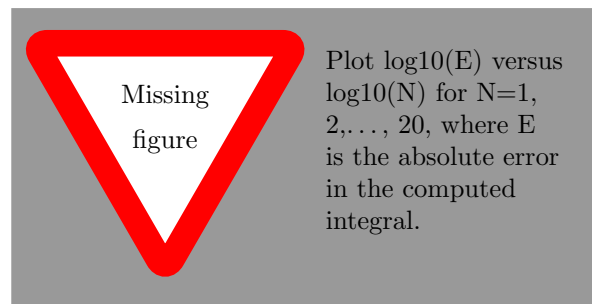 Missing
figure
Plot log10(E) versus
log10(N) for N=1,
2,..., 20, where E
is the absolute error
in the computed
integral.